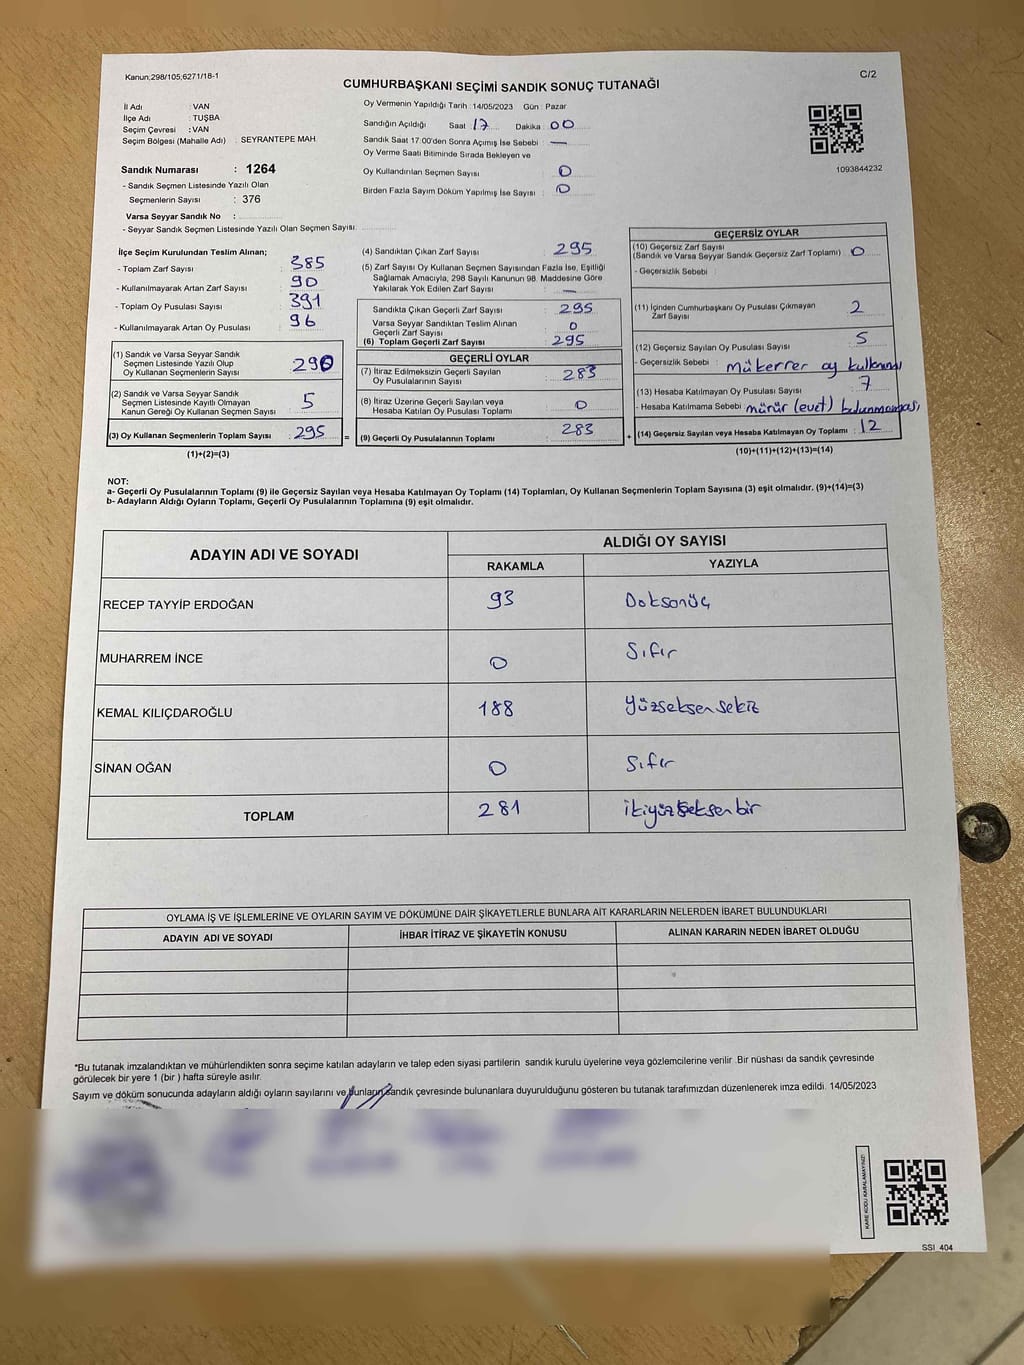 Kanun;298/105;6271/18-1
C/2
CUMHURBAŞKANI SEÇİMİ SANDIK SONUÇ TUTANAĞI
İl Adı : VAN
İlçe Adı : TUŞBA
Seçim Çevresi : VAN
Seçim Bölgesi (Mahalle Adı) : SEYRANTEPE MAH.
Sandık Numarası : 1264
- Sandık Seçmen Listesinde Yazılı Olan
Seçmenlerin Sayısı : 376
Varsa Seyyar Sandık No :
- Seyyar Sandık Seçmen Listesinde Yazılı Olan Seçmen Sayısı:
Oy Vermenin Yapıldığı Tarih : 14/05/2023 Gün : Pazar
Sandığın Açıldığı Saat : 17 Dakika : 00
Sandık Saat 17:00'den Sonra Açımış İse Sebebi : —
Oy Verme Saati Bitiminde Sırada Bekleyen ve
Oy Kullandırılan Seçmen Sayısı : 0
Birden Fazla Sayım Döküm Yapılmış İse Sayısı : 0
1093844232
İlçe Seçim Kurulundan Teslim Alınan;
- Toplam Zarf Sayısı : 385
- Kullanılmayarak Artan Zarf Sayısı : 90
- Toplam Oy Pusulası Sayısı : 391
- Kullanılmayarak Artan Oy Pusulası : 96
(1) Sandık ve Varsa Seyyar Sandık
Seçmen Listesinde Yazılı Olup
Oy Kullanan Seçmenlerin Sayısı : 290
(2) Sandık ve Varsa Seyyar Sandık
Seçmen Listesinde Kayıtlı Olmayan
Kanun Gereği Oy Kullanan Seçmen Sayısı : 5
(3) Oy Kullanan Seçmenlerin Toplam Sayısı : 295 =
(1)+(2)=(3)
(4) Sandıktan Çıkan Zarf Sayısı : 295
(5) Zarf Sayısı Oy Kullanan Seçmen Sayısından Fazla İse, Eşitliği
Sağlamak Amacıyla, 298 Sayılı Kanunun 98. Maddesine Göre
Yakılarak Yok Edilen Zarf Sayısı : —
Sandıkta Çıkan Geçerli Zarf Sayısı : 295
Varsa Seyyar Sandıktan Teslim Alınan
Geçerli Zarf Sayısı : 0
(6) Toplam Geçerli Zarf Sayısı : 295
GEÇERLİ OYLAR
(7) İtiraz Edilmeksizin Geçerli Sayılan
Oy Pusulalarının Sayısı : 283
(8) İtiraz Üzerine Geçerli Sayılan veya
Hesaba Katılan Oy Pusulası Toplamı : 0
(9) Geçerli Oy Pusulalarının Toplamı : 283 +
GEÇERSİZ OYLAR
(10) Geçersiz Zarf Sayısı
(Sandık ve Varsa Seyyar Sandık Geçersiz Zarf Toplamı) : 0
- Geçersizlik Sebebi :
(11) İçinden Cumhurbaşkanı Oy Pusulası Çıkmayan
Zarf Sayısı : 2
(12) Geçersiz Sayılan Oy Pusulası Sayısı : 5
- Geçersizlik Sebebi : mükerrer oy kullanımı
(13) Hesaba Katılmayan Oy Pusulası Sayısı : 7
- Hesaba Katılmama Sebebi : mürür (evet) bulunmaması
(14) Geçersiz Sayılan veya Hesaba Katılmayan Oy Toplamı : 12
(10)+(11)+(12)+(13)=(14)
NOT:
a- Geçerli Oy Pusulalarının Toplamı (9) ile Geçersiz Sayılan veya Hesaba Katılmayan Oy Toplamı (14) Toplamları, Oy Kullanan Seçmenlerin Toplam Sayısına (3) eşit olmalıdır. (9)+(14)=(3)
b- Adayların Aldığı Oyların Toplamı, Geçerli Oy Pusulalarının Toplamına (9) eşit olmalıdır.
ADAYIN ADI VE SOYADI
ALDIĞI OY SAYISI
RAKAMLA YAZIYLA
RECEP TAYYİP ERDOĞAN 93 Doksanüç
MUHARREM İNCE 0 Sıfır
KEMAL KILIÇDAROĞLU 188 Yüzseksensekiz
SİNAN OĞAN 0 Sıfır
TOPLAM 281 ikiyüzseksenbir
OYLAMA İŞ VE İŞLEMLERİNE VE OYLARIN SAYIM VE DÖKÜMÜNE DAİR ŞİKAYETLERLE BUNLARA AİT KARARLARIN NELERDEN İBARET BULUNDUKLARI
ADAYIN ADI VE SOYADI İHBAR İTİRAZ VE ŞİKAYETİN KONUSU ALINAN KARARIN NEDEN İBARET OLDUĞU
*Bu tutanak imzalandıktan ve mühürlendikten sonra seçime katılan adayların ve talep eden siyasi partilerin sandık kurulu üyelerine veya gözlemcilerine verilir .Bir nüshası da sandık çevresinde
görülecek bir yere 1 (bir ) hafta süreyle asılır.
Sayım ve döküm sonucunda adayların aldığı oyların sayılarını ve bunların sandık çevresinde bulunanlara duyurulduğunu gösteren bu tutanak tarafımızdan düzenlenerek imza edildi. 14/05/2023
KARE KODU KARALAMAYINIZ!
SSI_404